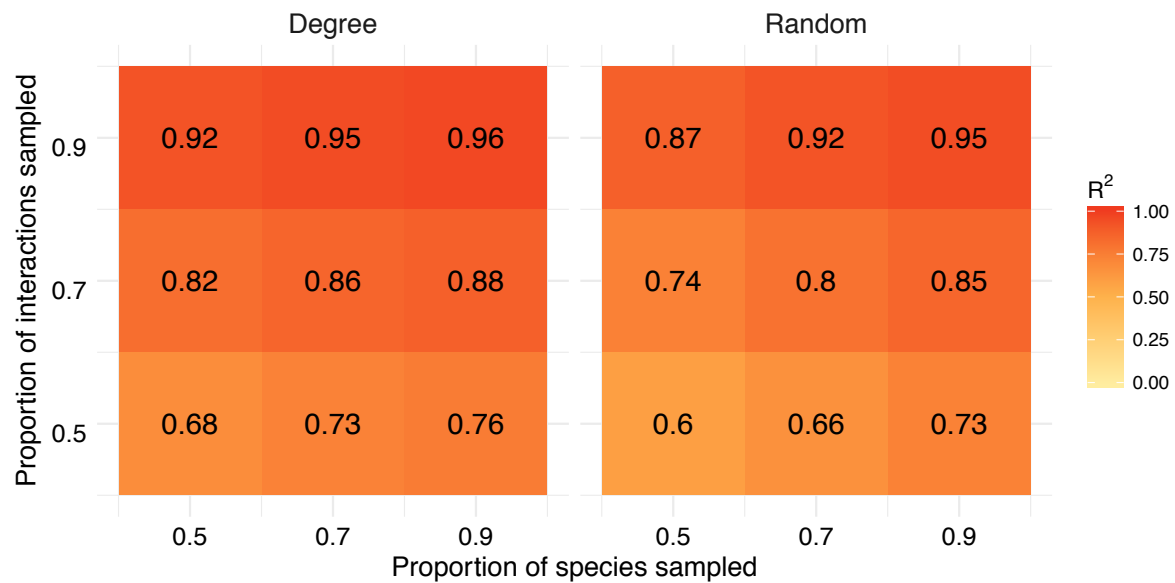 Degree Random
Proportion of interactions sampled
0.9 0.92 0.95 0.96 0.87 0.92 0.95
0.7 0.82 0.86 0.88 0.74 0.8 0.85
0.5 0.68 0.73 0.76 0.6 0.66 0.73
0.5 0.7 0.9 0.5 0.7 0.9
Proportion of species sampled
R²
1.00
0.75
0.50
0.25
0.00